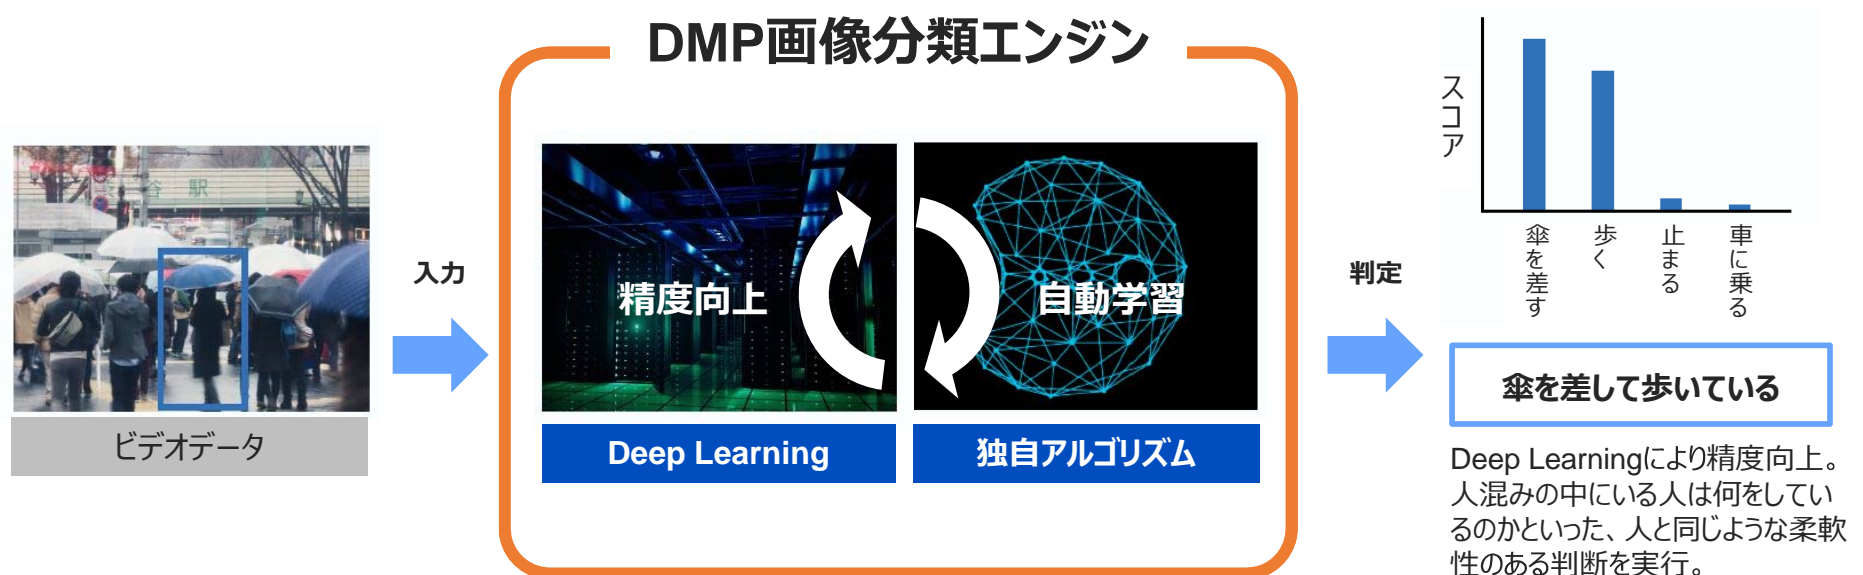 DMP画像分類エンジン
谷駅
ビデオデータ
入力
精度向上
自動学習
Deep Learning
独自アルゴリズム
判定
スコア
傘を差す
歩く
止まる
車に乗る
傘を差して歩いている
Deep Learningにより精度向上。
人混みの中にいる人は何をしてい
るのかといった、人と同じような柔軟
性のある判断を実行。